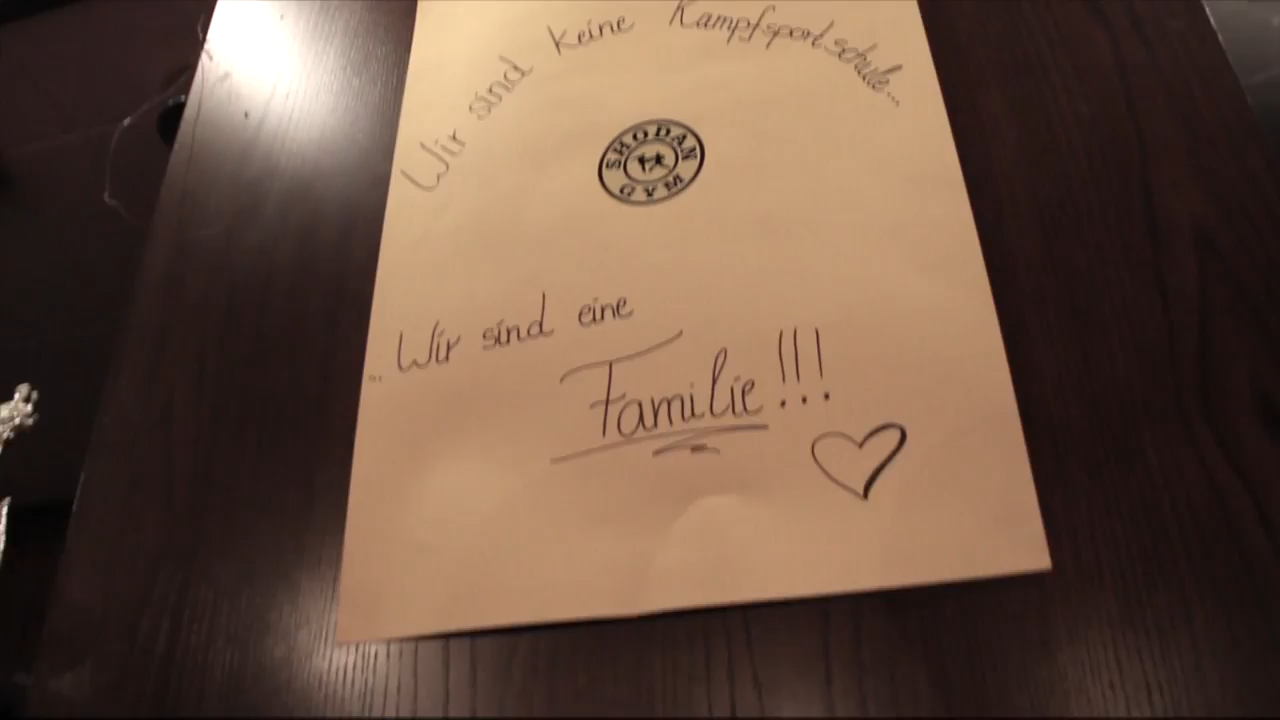 Wir sind keine Kampfsportschule...
SHODAN
GYM
.. Wir sind eine
Familie!!!